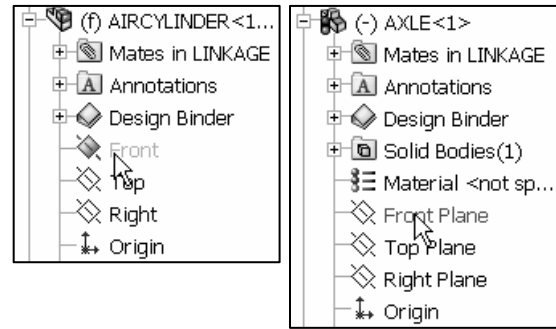 (f) AIRCYLINDER<1...
Mates in LINKAGE
Annotations
Design Binder
Front
Top
Right
Origin
(-) AXLE<1>
Mates in LINKAGE
Annotations
Design Binder
Solid Bodies(1)
Material <not sp...
Front Plane
Top Plane
Right Plane
Origin